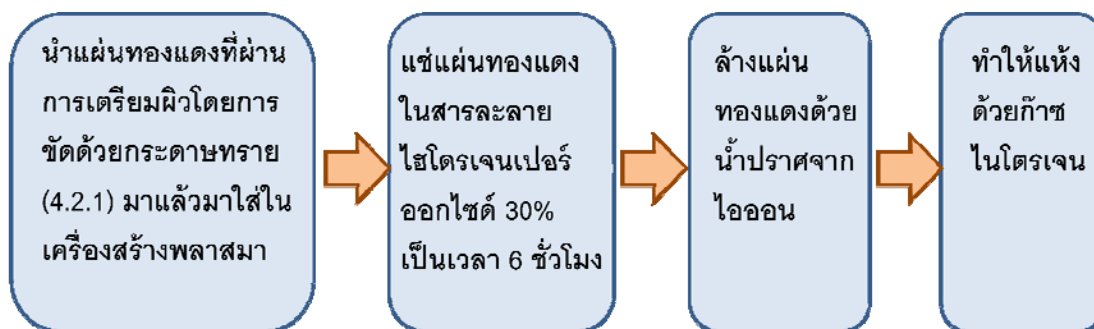 นำแผ่นทองแดงที่ผ่าน
การเตรียมผิวโดยการ
ขัดด้วยกระดาษทราย
(4.2.1) มาแล้วมาใส่ใน
เครื่องสร้างพลาสมา
แช่แผ่นทองแดง
ในสารละลาย
ไฮโดรเจนเปอร์
ออกไซด์ 30%
เป็นเวลา 6 ชั่วโมง
ล้างแผ่น
ทองแดงด้วย
น้ำปราศจาก
ไอออน
ทำให้แห้ง
ด้วยก๊าซ
ไนโตรเจน